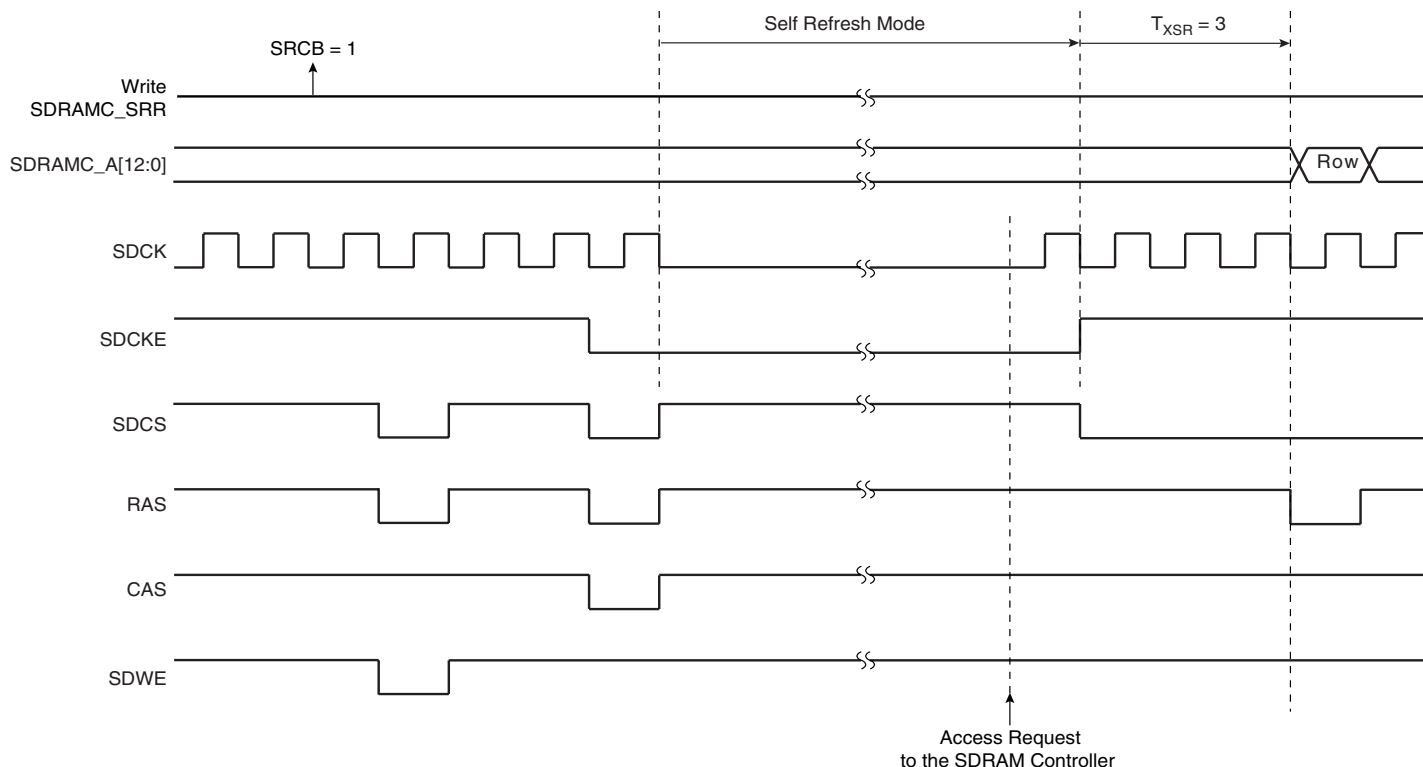 Self Refresh Mode
T_XSR = 3
SRCB = 1
Write
SDRAMC_SRR
SDRAMC_A[12:0]
Row
SDCK
SDCKE
SDCS
RAS
CAS
SDWE
Access Request
to the SDRAM Controller